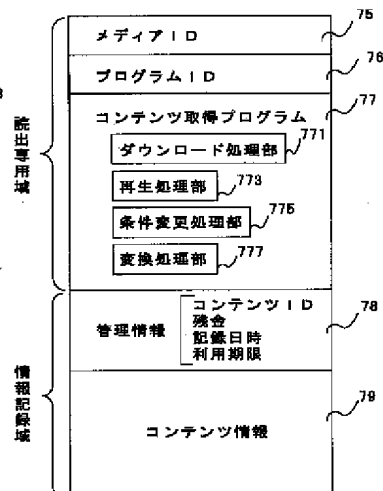 メディアID
75
プログラムID
76
コンテンツ取得プログラム
77
ダウンロード処理部
771
再生処理部
773
条件変更処理部
775
変換処理部
777
読出専用域
管理情報
コンテンツID
残金
記録日時
利用期限
78
情報記録域
コンテンツ情報
79